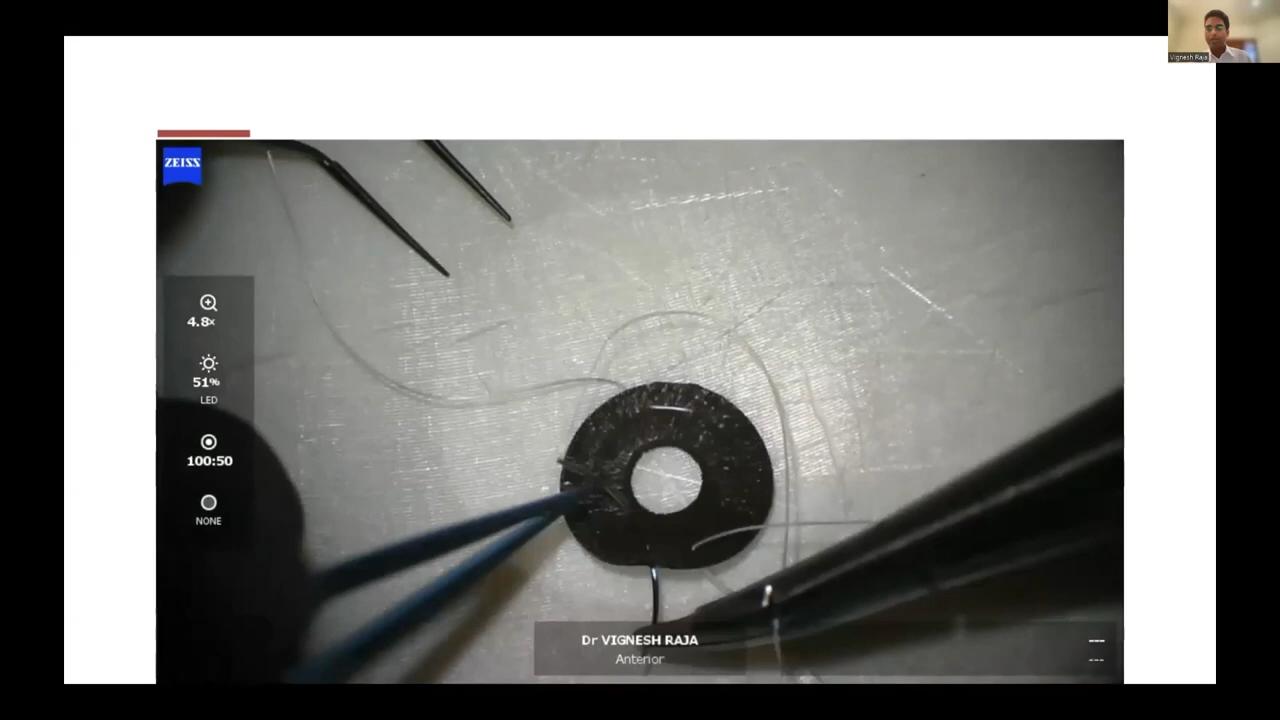 Vignesh Raja
ZEISS
4.8x
51%
LED
100:50
NONE
Dr VIGNESH RAJA
Anterior
---
---